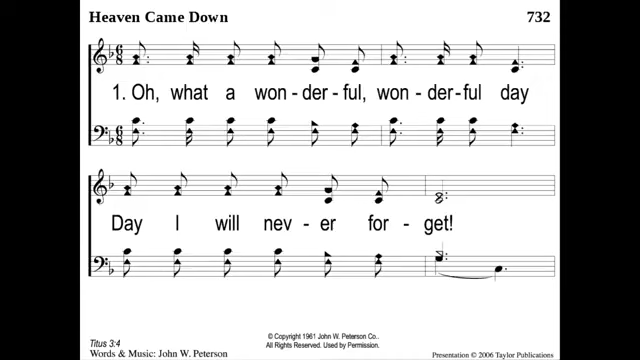 Heaven Came Down 732
1. Oh, what a won - der - ful, won - der - ful day
Day I will nev - er for - get!
Titus 3:4
Words & Music: John W. Peterson
© Copyright 1961 John W. Peterson Co..
All Rights Reserved. Used by Permission.
Presentation © 2006 Taylor Publications